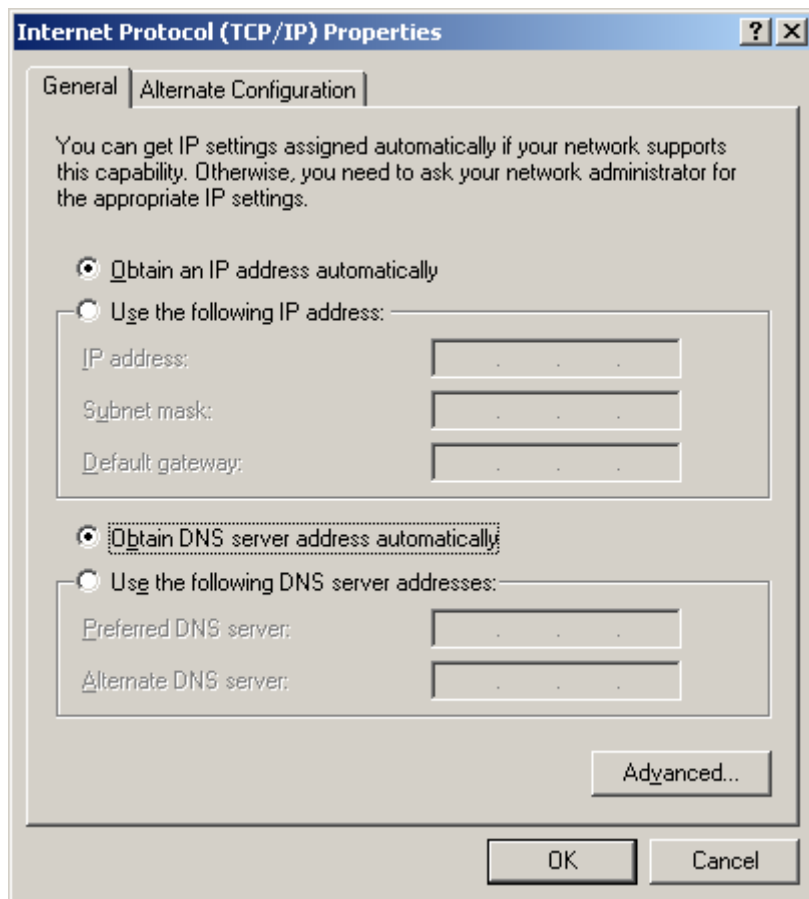 Internet Protocol (TCP/IP) Properties
General
Alternate Configuration
You can get IP settings assigned automatically if your network supports
this capability. Otherwise, you need to ask your network administrator for
the appropriate IP settings.
Obtain an IP address automatically
Use the following IP address:
IP address:
Subnet mask:
Default gateway:
Obtain DNS server address automatically
Use the following DNS server addresses:
Preferred DNS server:
Alternate DNS server:
Advanced...
OK
Cancel